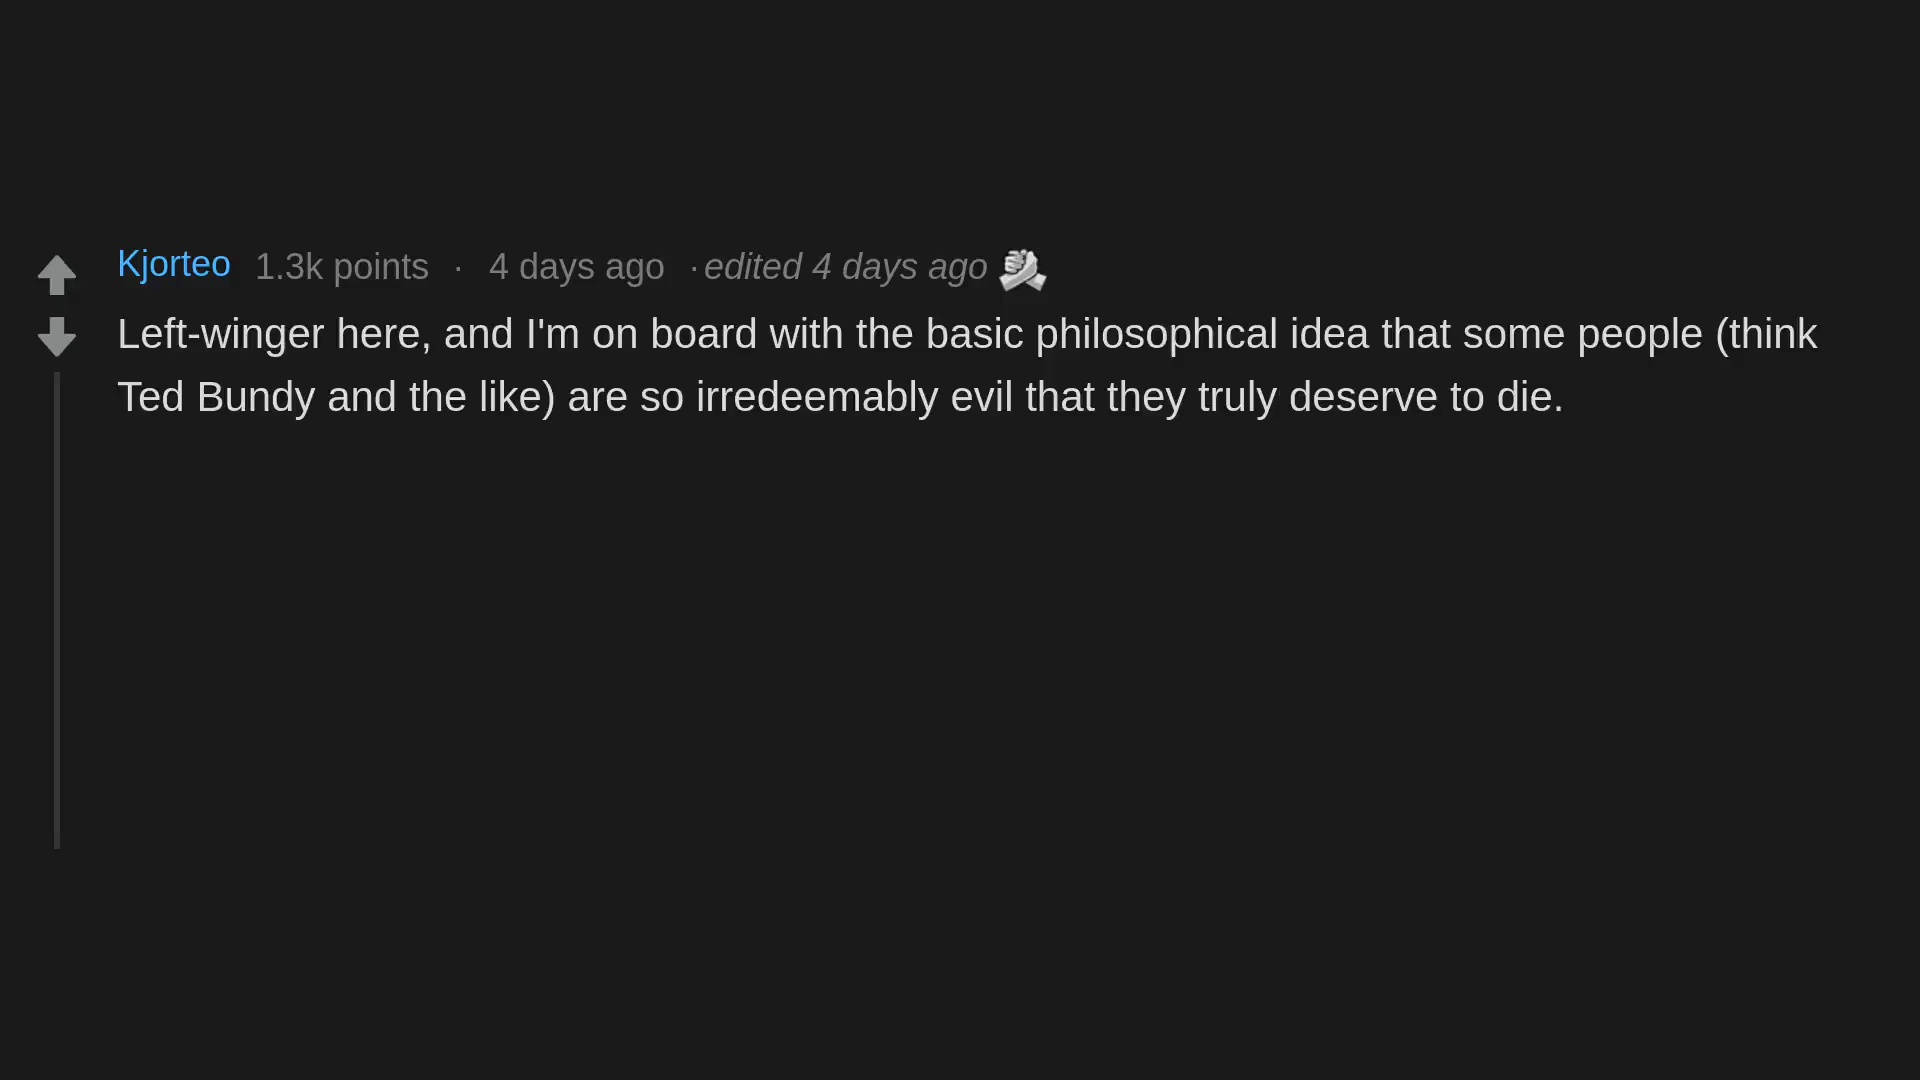 Kjorteo 1.3k points · 4 days ago · edited 4 days ago
Left-winger here, and I'm on board with the basic philosophical idea that some people (think
Ted Bundy and the like) are so irredeemably evil that they truly deserve to die.